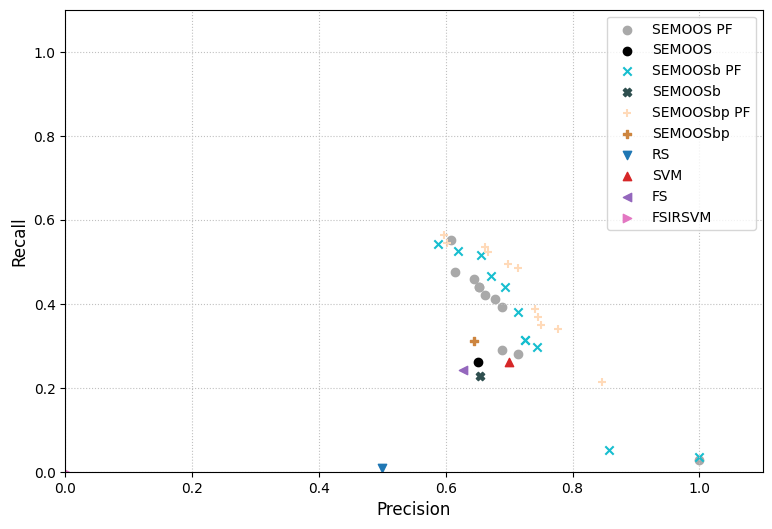 SEMOOS PF
SEMOOS
SEMOOSb PF
SEMOOSb
SEMOOSbp PF
SEMOOSbp
RS
SVM
FS
FSIRSVM
1.0
0.8
0.6
0.4
0.2
0.0
Recall
0.0 0.2 0.4 0.6 0.8 1.0
Precision